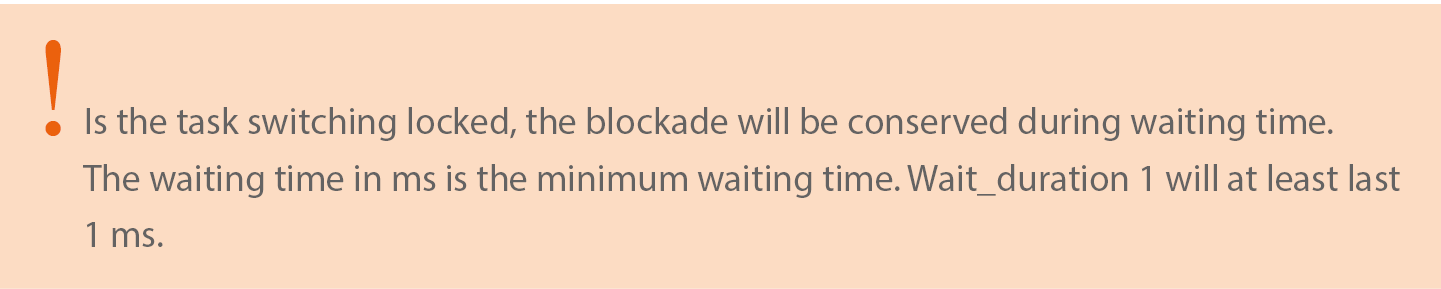 !
Is the task switching locked, the blockade will be conserved during waiting time.
The waiting time in ms is the minimum waiting time. Wait_duration 1 will at least last
1 ms.